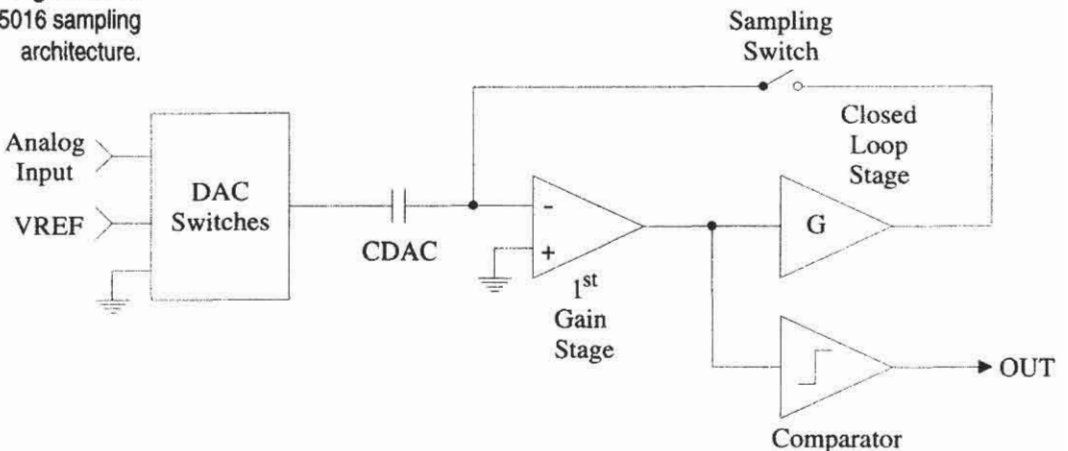 5016 sampling
architecture.
Sampling
Switch
Analog
Input
VREF
DAC
Switches
CDAC
-
+
1st
Gain
Stage
Closed
Loop
Stage
G
OUT
Comparator